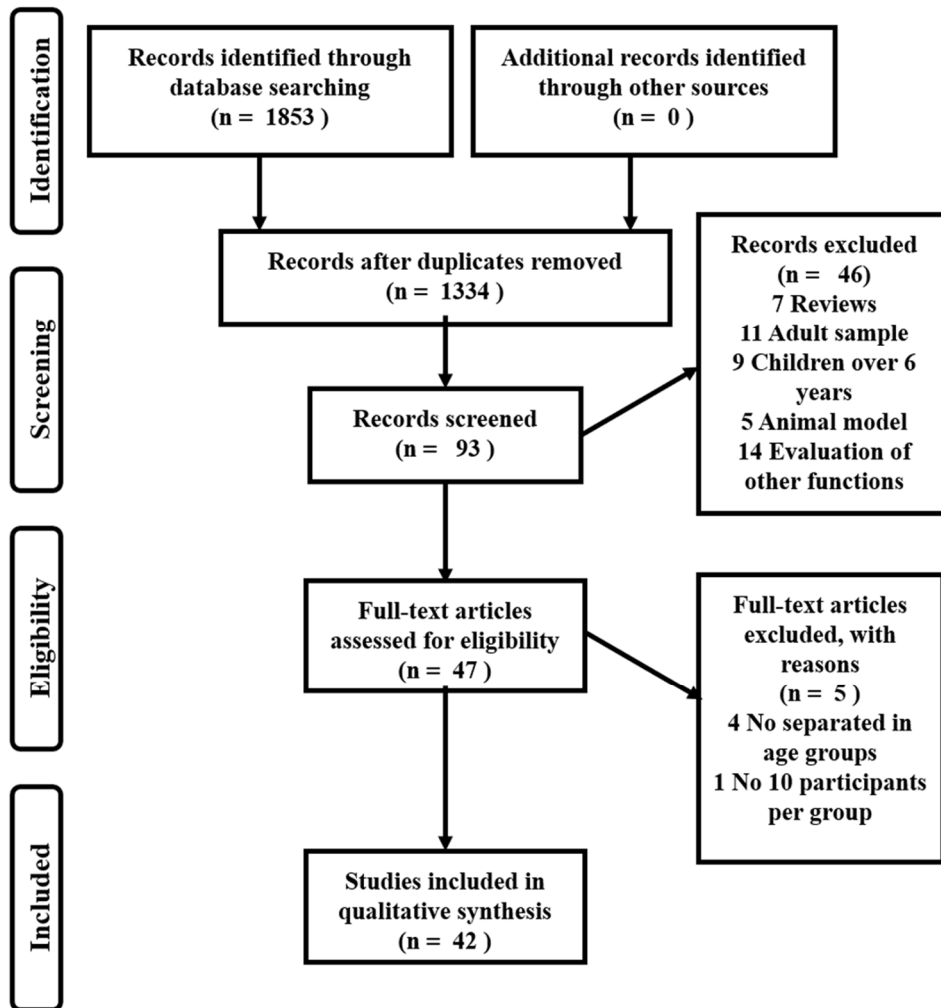 Identification
Records identified through
database searching
(n = 1853 )
Additional records identified
through other sources
(n = 0 )
Records after duplicates removed
(n = 1334 )
Records excluded
(n = 46)
7 Reviews
11 Adult sample
9 Children over 6
years
5 Animal model
14 Evaluation of
other functions
Screening
Records screened
(n = 93 )
Eligibility
Full-text articles
assessed for eligibility
(n = 47 )
Full-text articles
excluded, with
reasons
(n = 5 )
4 No separated in
age groups
1 No 10 participants
per group
Included
Studies included in
qualitative synthesis
(n = 42 )